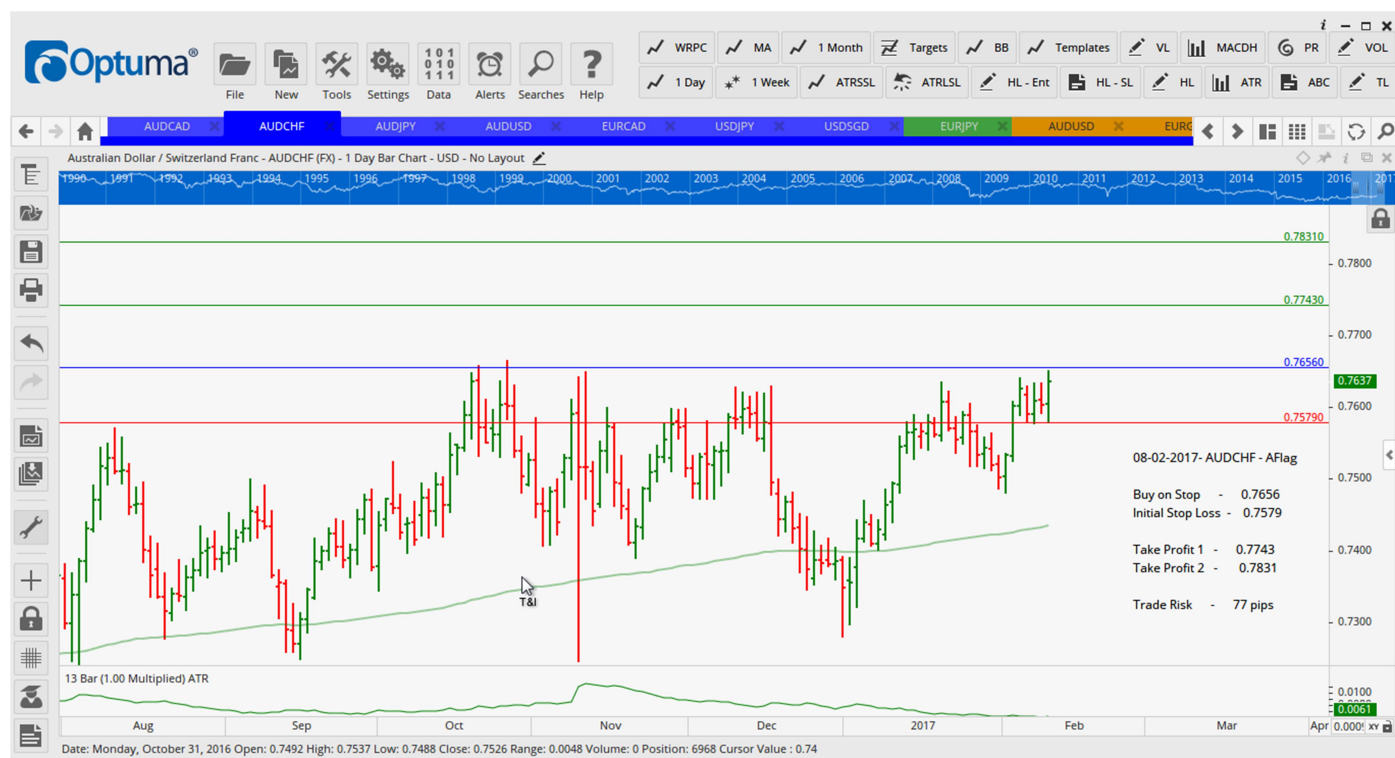 Optuma®
File
New
Tools
Settings
101
010
111
Data
Alerts
Searches
?
Help
i
WRPC
MA
1 Month
Targets
BB
Templates
VL
MACDH
PR
VOL
1 Day
1 Week
ATRSSL
ATRLSL
HL - Ent
HL - SL
HL
ATR
ABC
TL
AUDCAD
AUDCHF
AUDJPY
AUDUSD
EURCAD
USDJPY
USDSGD
EURJPY
AUDUSD
Australian Dollar / Switzerland Franc - AUDCHF (FX) - 1 Day Bar Chart - USD - No Layout
i
1990 1991 1992 1993 1994 1995 1996 1997 1998 1999 2000 2001 2002 2003 2004 2005 2006 2007 2008 2009 2010 2011 2012 2013 2014 2015 2016
0.78310
0.7800
0.77430
0.7700
0.76560
0.7637
0.7600
0.75790
0.7500
0.7400
0.7300
08-02-2017- AUDCHF - AFlag
Buy on Stop - 0.7656
Initial Stop Loss - 0.7579
Take Profit 1 - 0.7743
Take Profit 2 - 0.7831
Trade Risk - 77 pips
T&I
13 Bar (1.00 Multiplied) ATR
0.0100
0.0061
Aug Sep Oct Nov Dec 2017 Feb Mar Apr
XY
Date: Monday, October 31, 2016 Open: 0.7492 High: 0.7537 Low: 0.7488 Close: 0.7526 Range: 0.0048 Volume: 0 Position: 6968 Cursor Value : 0.74